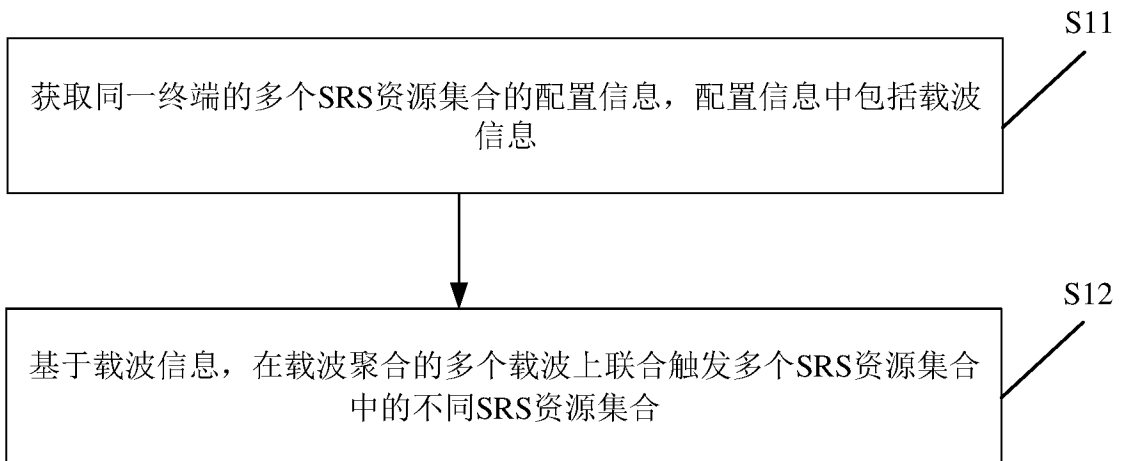 S11
获取同一终端的多个SRS资源集合的配置信息，配置信息中包括载波
信息
S12
基于载波信息，在载波聚合的多个载波上联合触发多个SRS资源集合
中的不同SRS资源集合